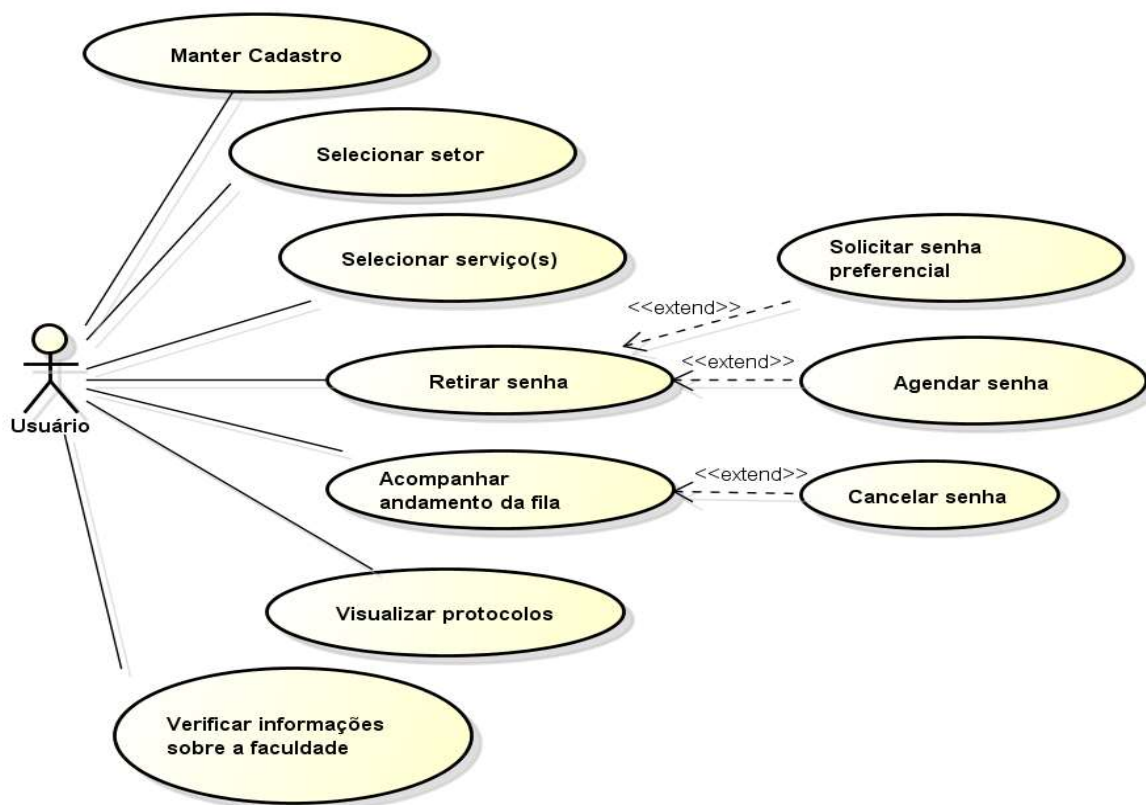 Manter Cadastro
Selecionar setor
Selecionar serviço(s)
Solicitar senha
preferencial
<<extend>>
Retirar senha
<<extend>>
Agendar senha
Usuário
Acompanhar
andamento da fila
<<extend>>
Cancelar senha
Visualizar protocolos
Verificar informações
sobre a faculdade